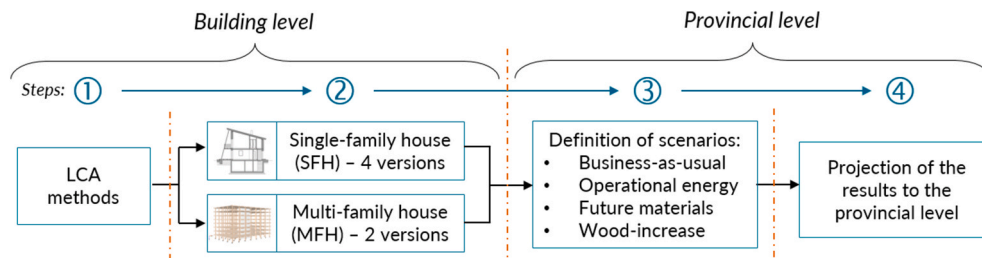 Building level
Provincial level
Steps: ① ② ③ ④
LCA
methods
Single-family house
(SFH) – 4 versions
Multi-family house
(MFH) – 2 versions
Definition of scenarios:
• Business-as-usual
• Operational energy
• Future materials
• Wood-increase
Projection of the
results to the
provincial level